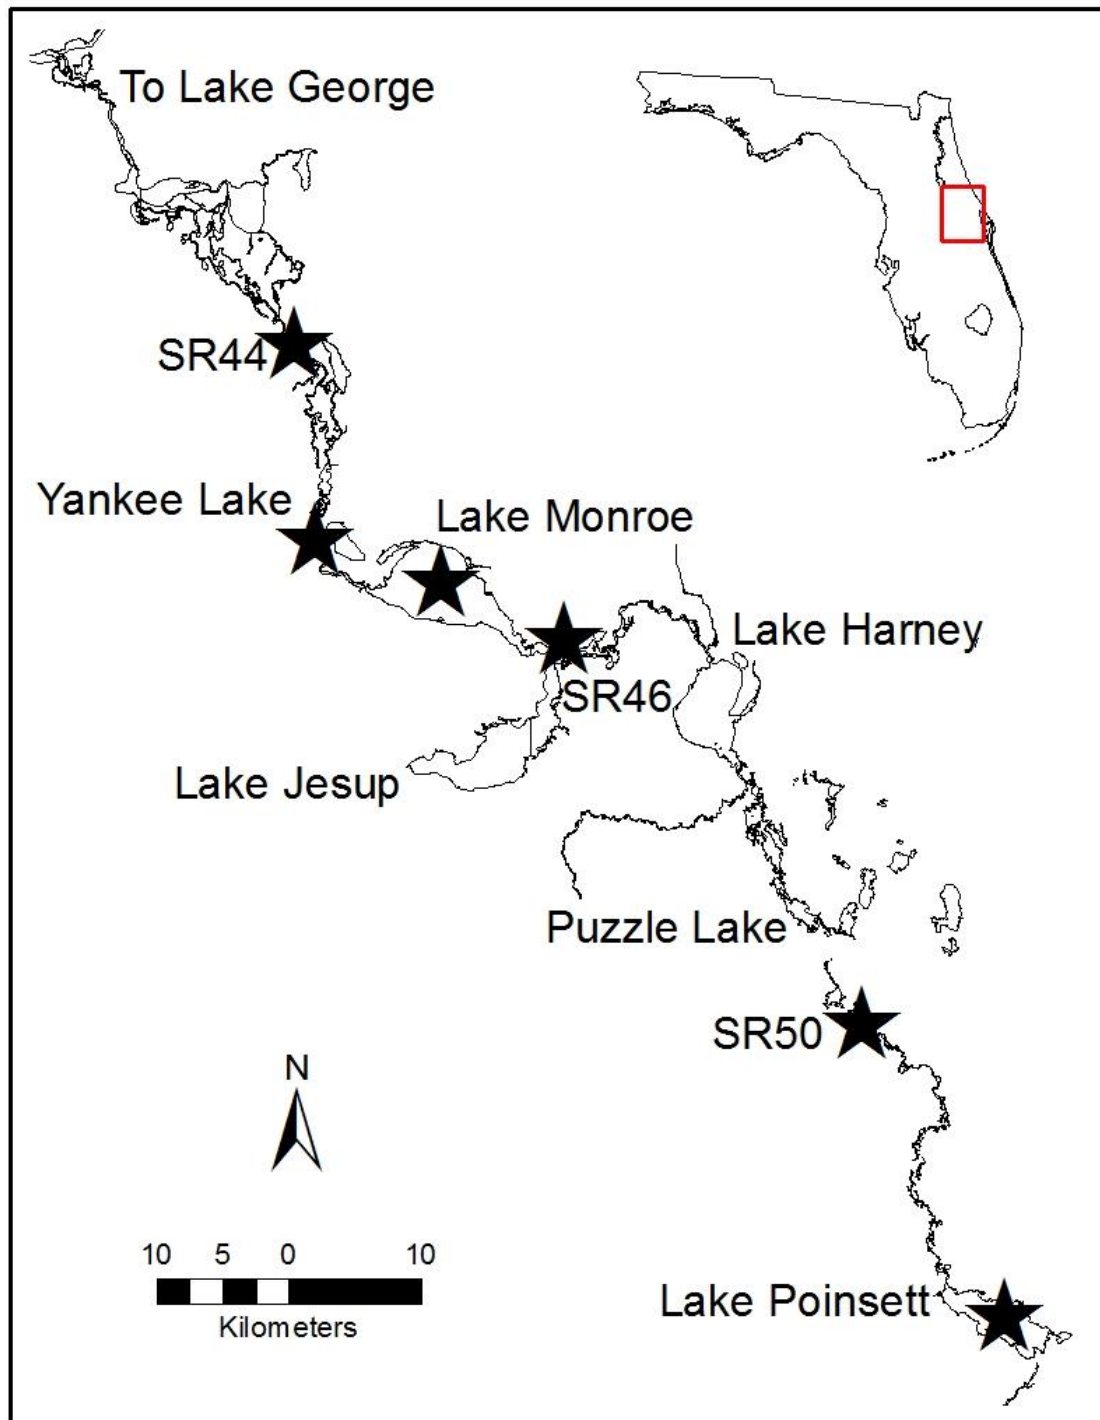 To Lake George
SR44
Yankee Lake
Lake Monroe
Lake Harney
SR46
Lake Jesup
Puzzle Lake
SR50
N
10 5 0 10
Kilometers
Lake Poinsett